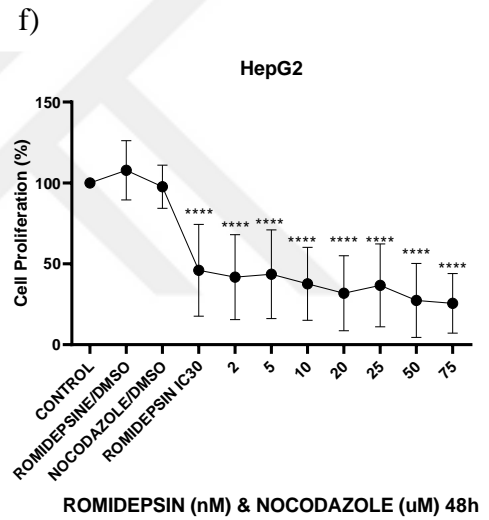 f)
HepG2
Cell Proliferation (%)
150
100
50
0
****
****
****
****
****
****
****
****
CONTROL
ROMIDEPSINE/DMSO
NOCODAZOLE/DMSO
ROMIDEPSIN IC30
2
5
10
20
25
50
75
ROMIDEPSIN (nM) & NOCODAZOLE (uM) 48h